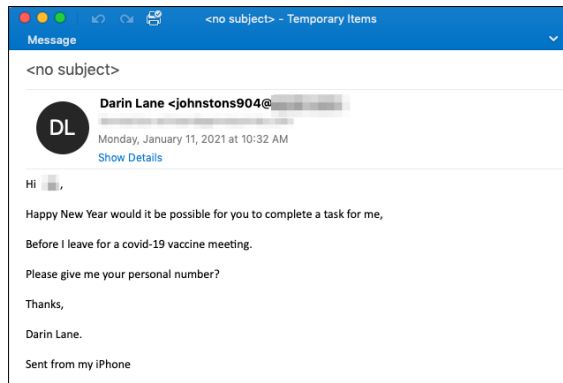 <no subject> - Temporary Items
Message
<no subject>
Darin Lane <johnstons904@
DL
Monday, January 11, 2021 at 10:32 AM
Show Details
Hi ,
Happy New Year would it be possible for you to complete a task for me,
Before I leave for a covid-19 vaccine meeting.
Please give me your personal number?
Thanks,
Darin Lane.
Sent from my iPhone